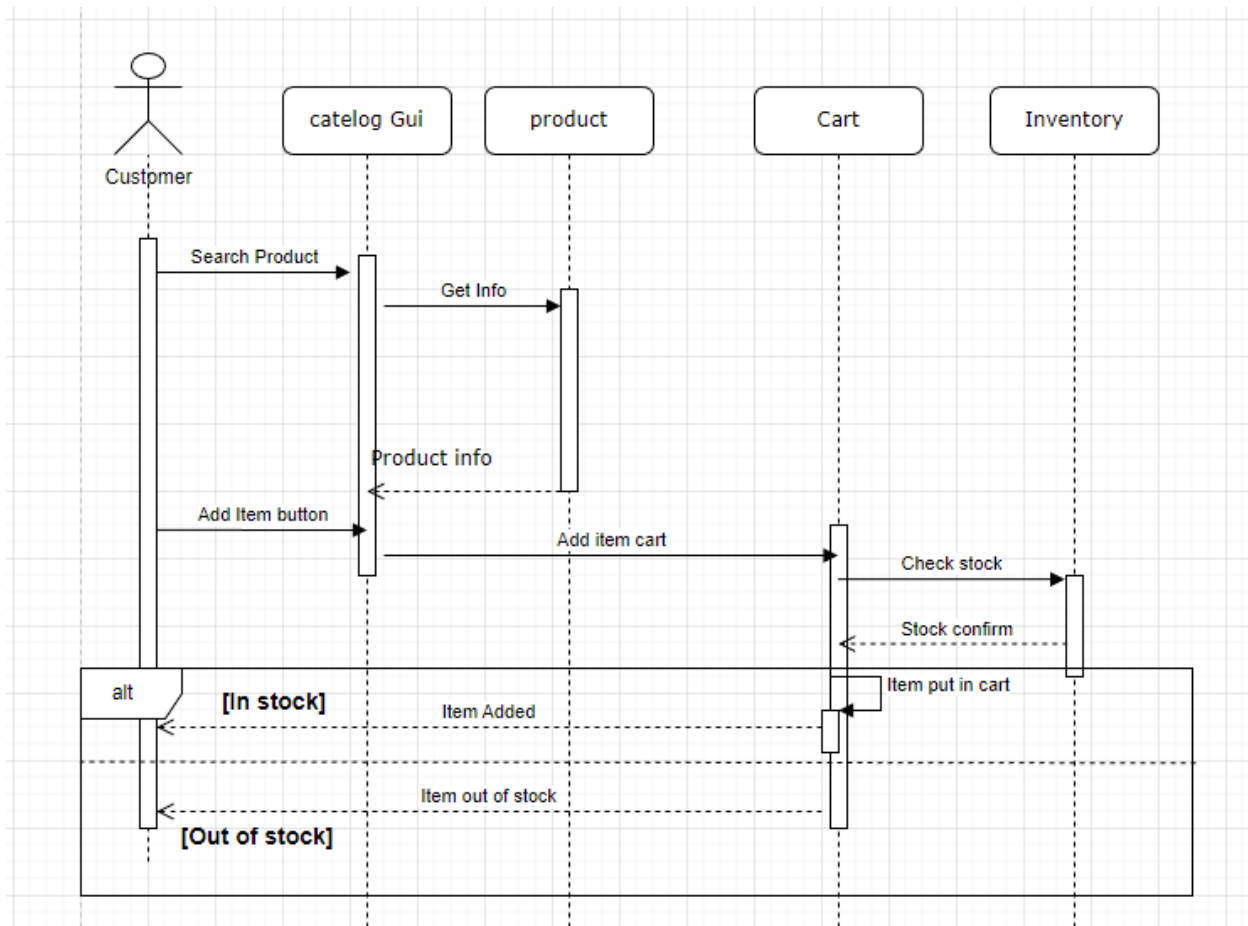 catelog Gui
product
Cart
Inventory
Customer
Search Product
Get Info
Product info
Add Item button
Add item cart
Check stock
Stock confirm
alt
[In stock]
Item put in cart
Item Added
Item out of stock
[Out of stock]